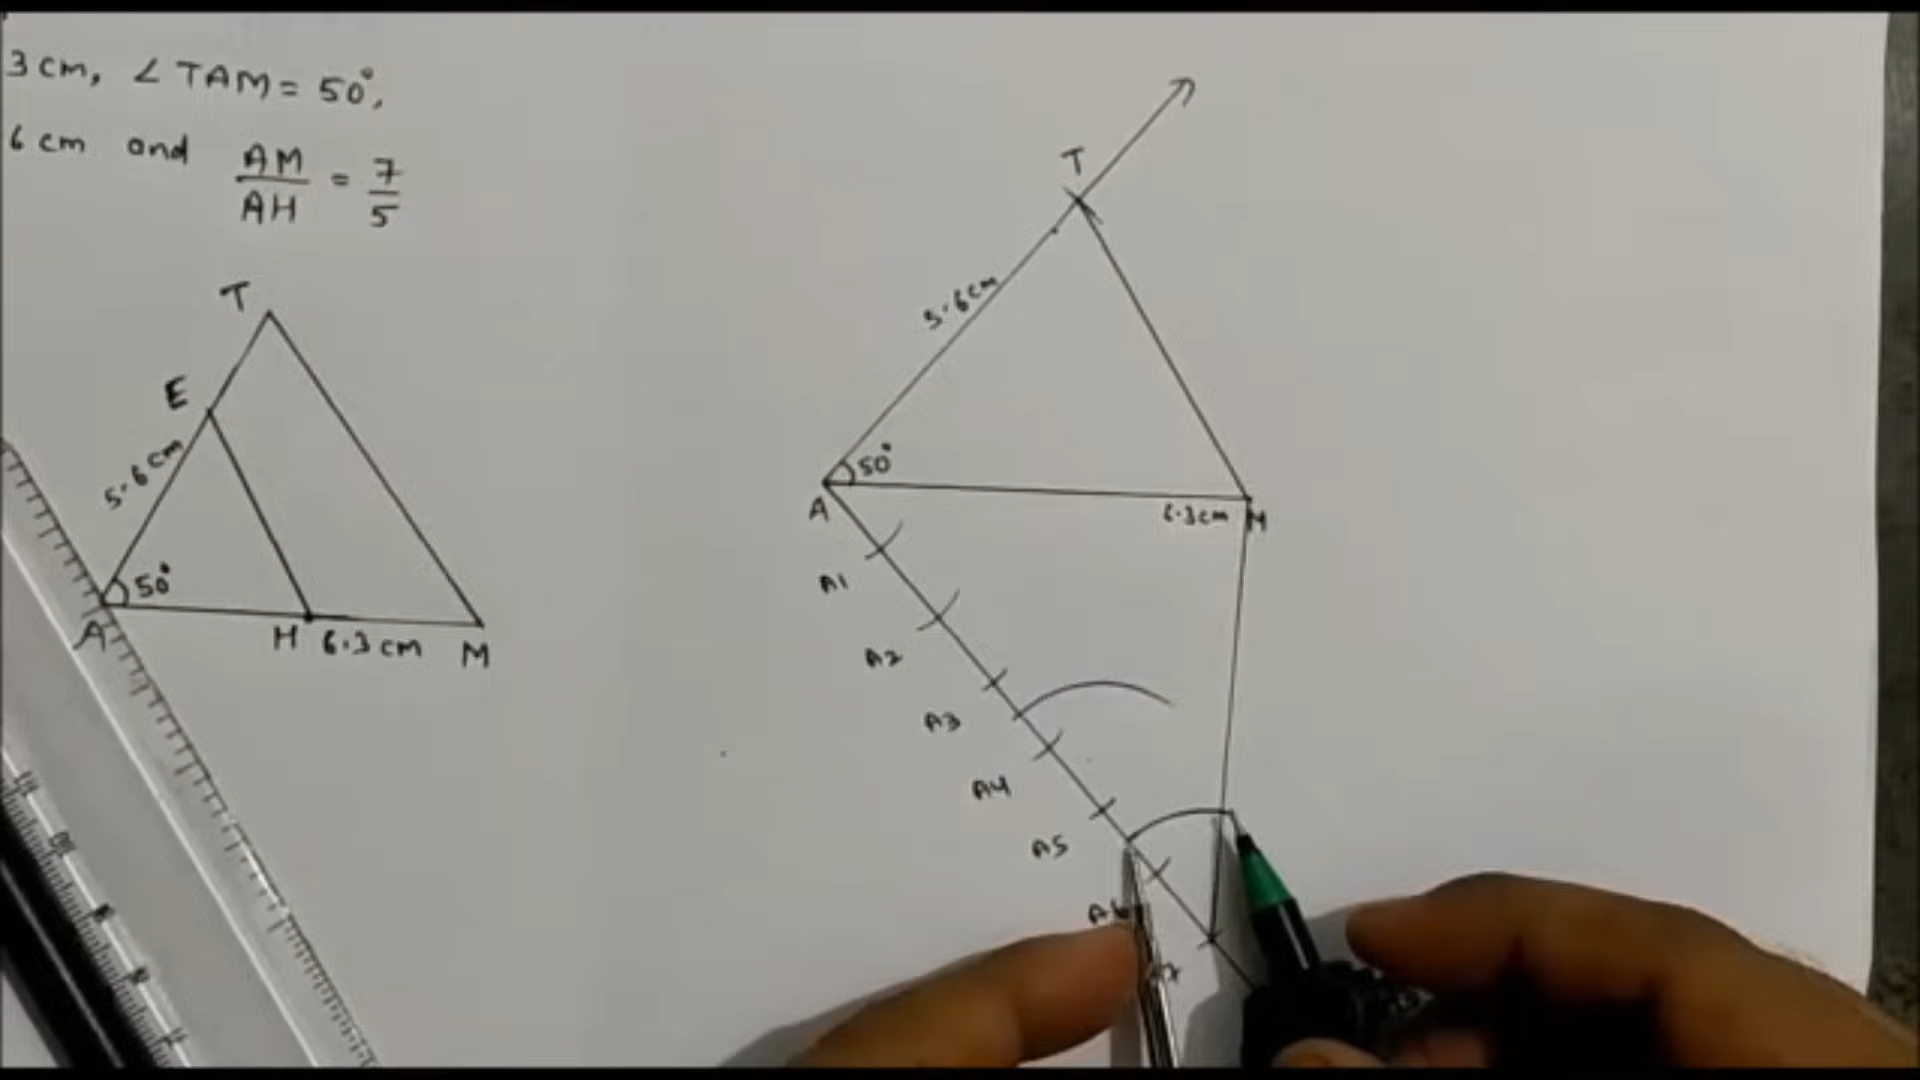 3 cm, ∠TAM = 50°,
6 cm and AM/AH = 7/5
T
E
5.6 cm
50°
A
H 6.3 cm M
T
5.6 cm
50°
A
6.3 cm M
A1
A2
A3
A4
A5
A6